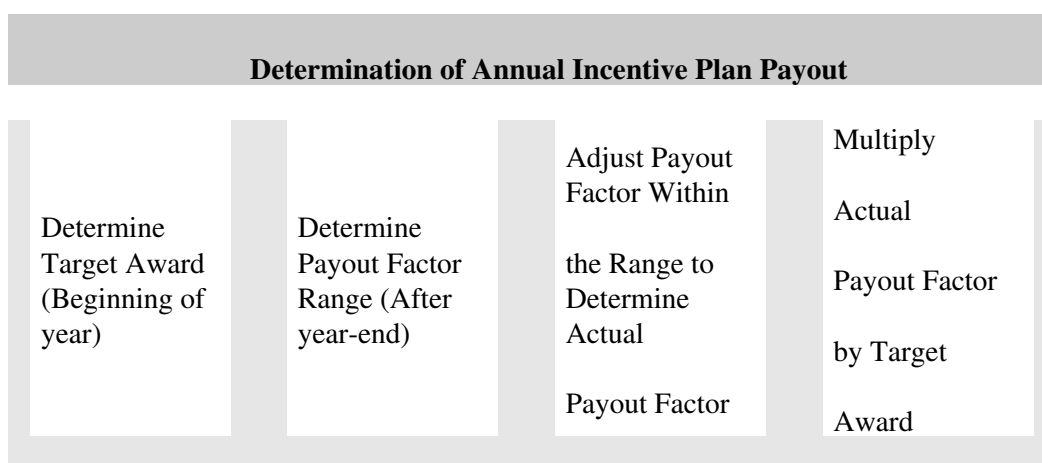 Determination of Annual Incentive Plan Payout
Determine
Target Award
(Beginning of
year)
Determine
Payout Factor
Range (After
year-end)
Adjust Payout
Factor Within
the Range to
Determine
Actual
Payout Factor
Multiply
Actual
Payout Factor
by Target
Award